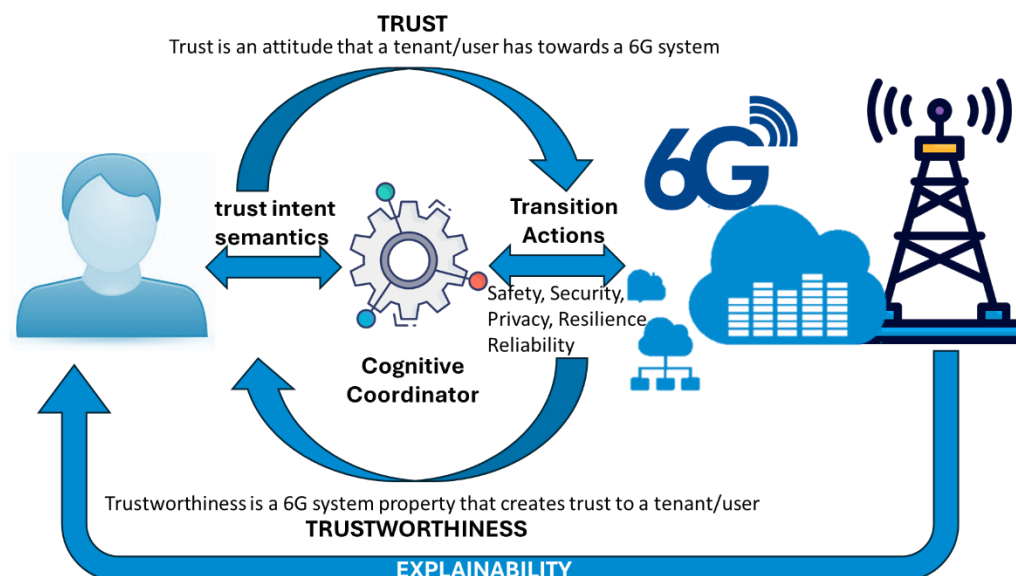 TRUST
Trust is an attitude that a tenant/user has towards a 6G system
6G
trust intent
semantics
Transition
Actions
Safety, Security,
Privacy, Resilience
Reliability
Cognitive
Coordinator
Trustworthiness is a 6G system property that creates trust to a tenant/user
TRUSTWORTHINESS
EXPLAINABILITY